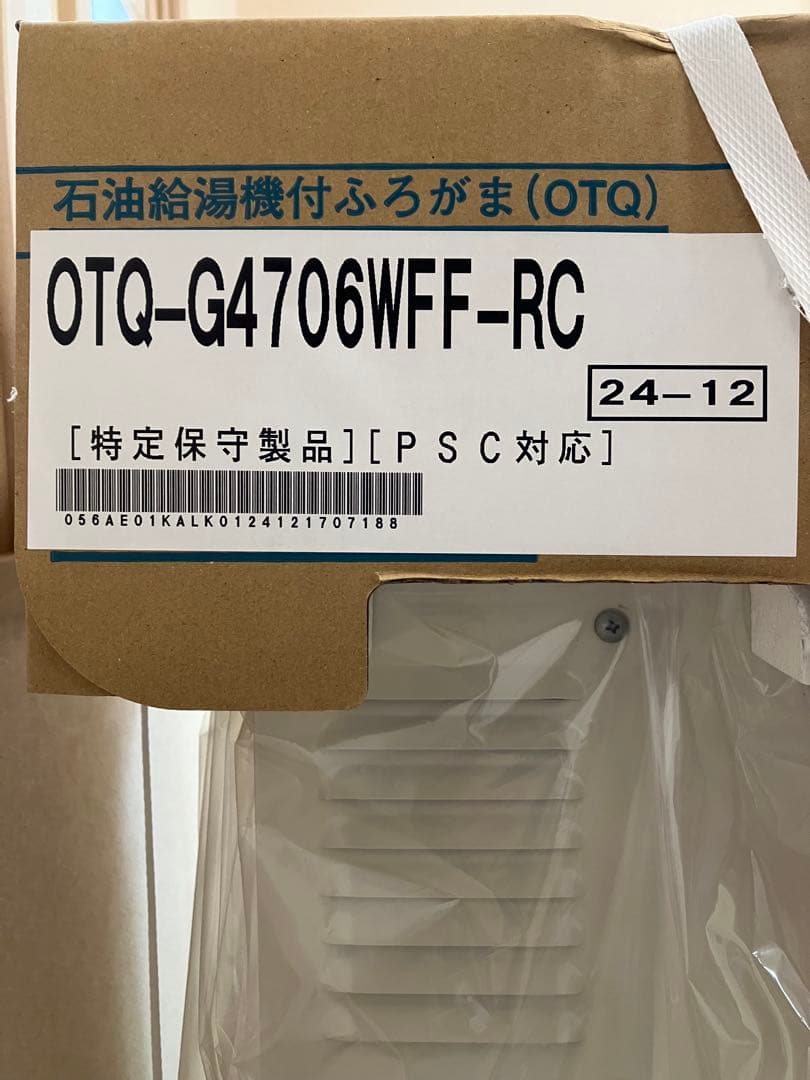 石油給湯機付ふろがま(OTQ)
OTQ-G4706WFF-RC
24-12
[特定保守製品][PSC対応]
056AE01KALK0124121707188